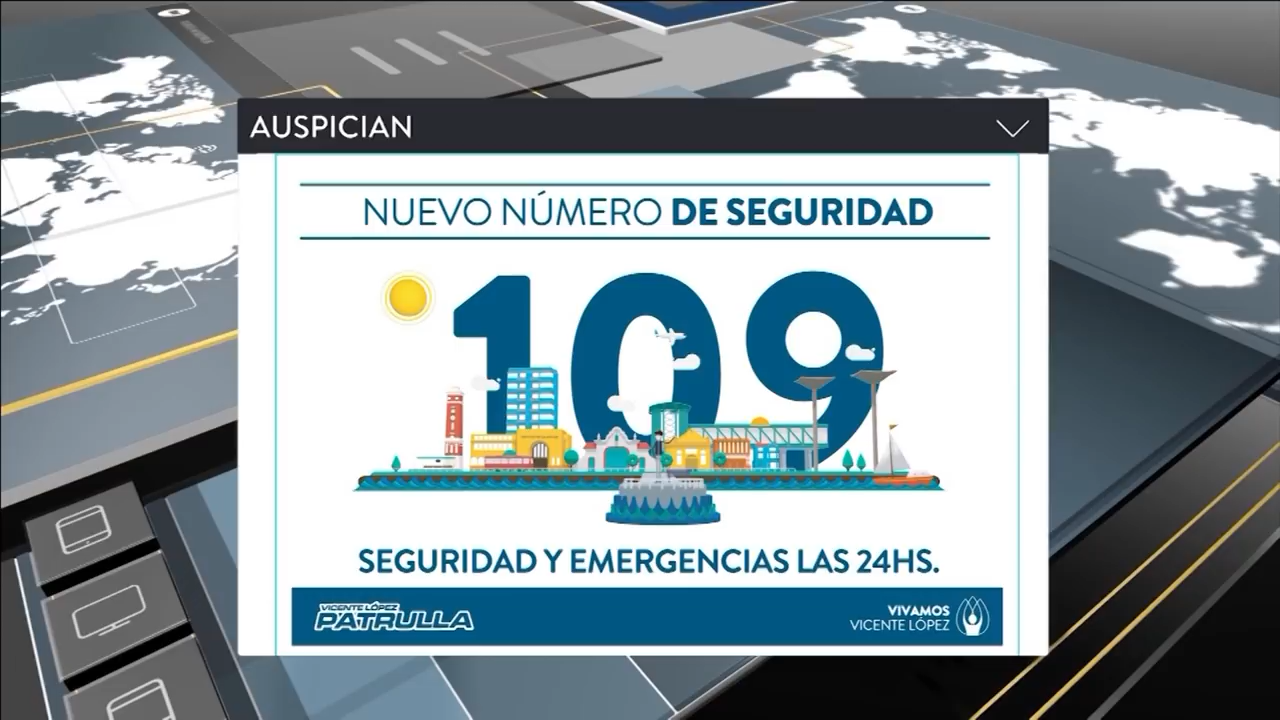 AUSPICIAN
NUEVO NÚMERO DE SEGURIDAD
109
SEGURIDAD Y EMERGENCIAS LAS 24HS.
VICENTE LÓPEZ
PATRULLA
VIVAMOS
VICENTE LÓPEZ